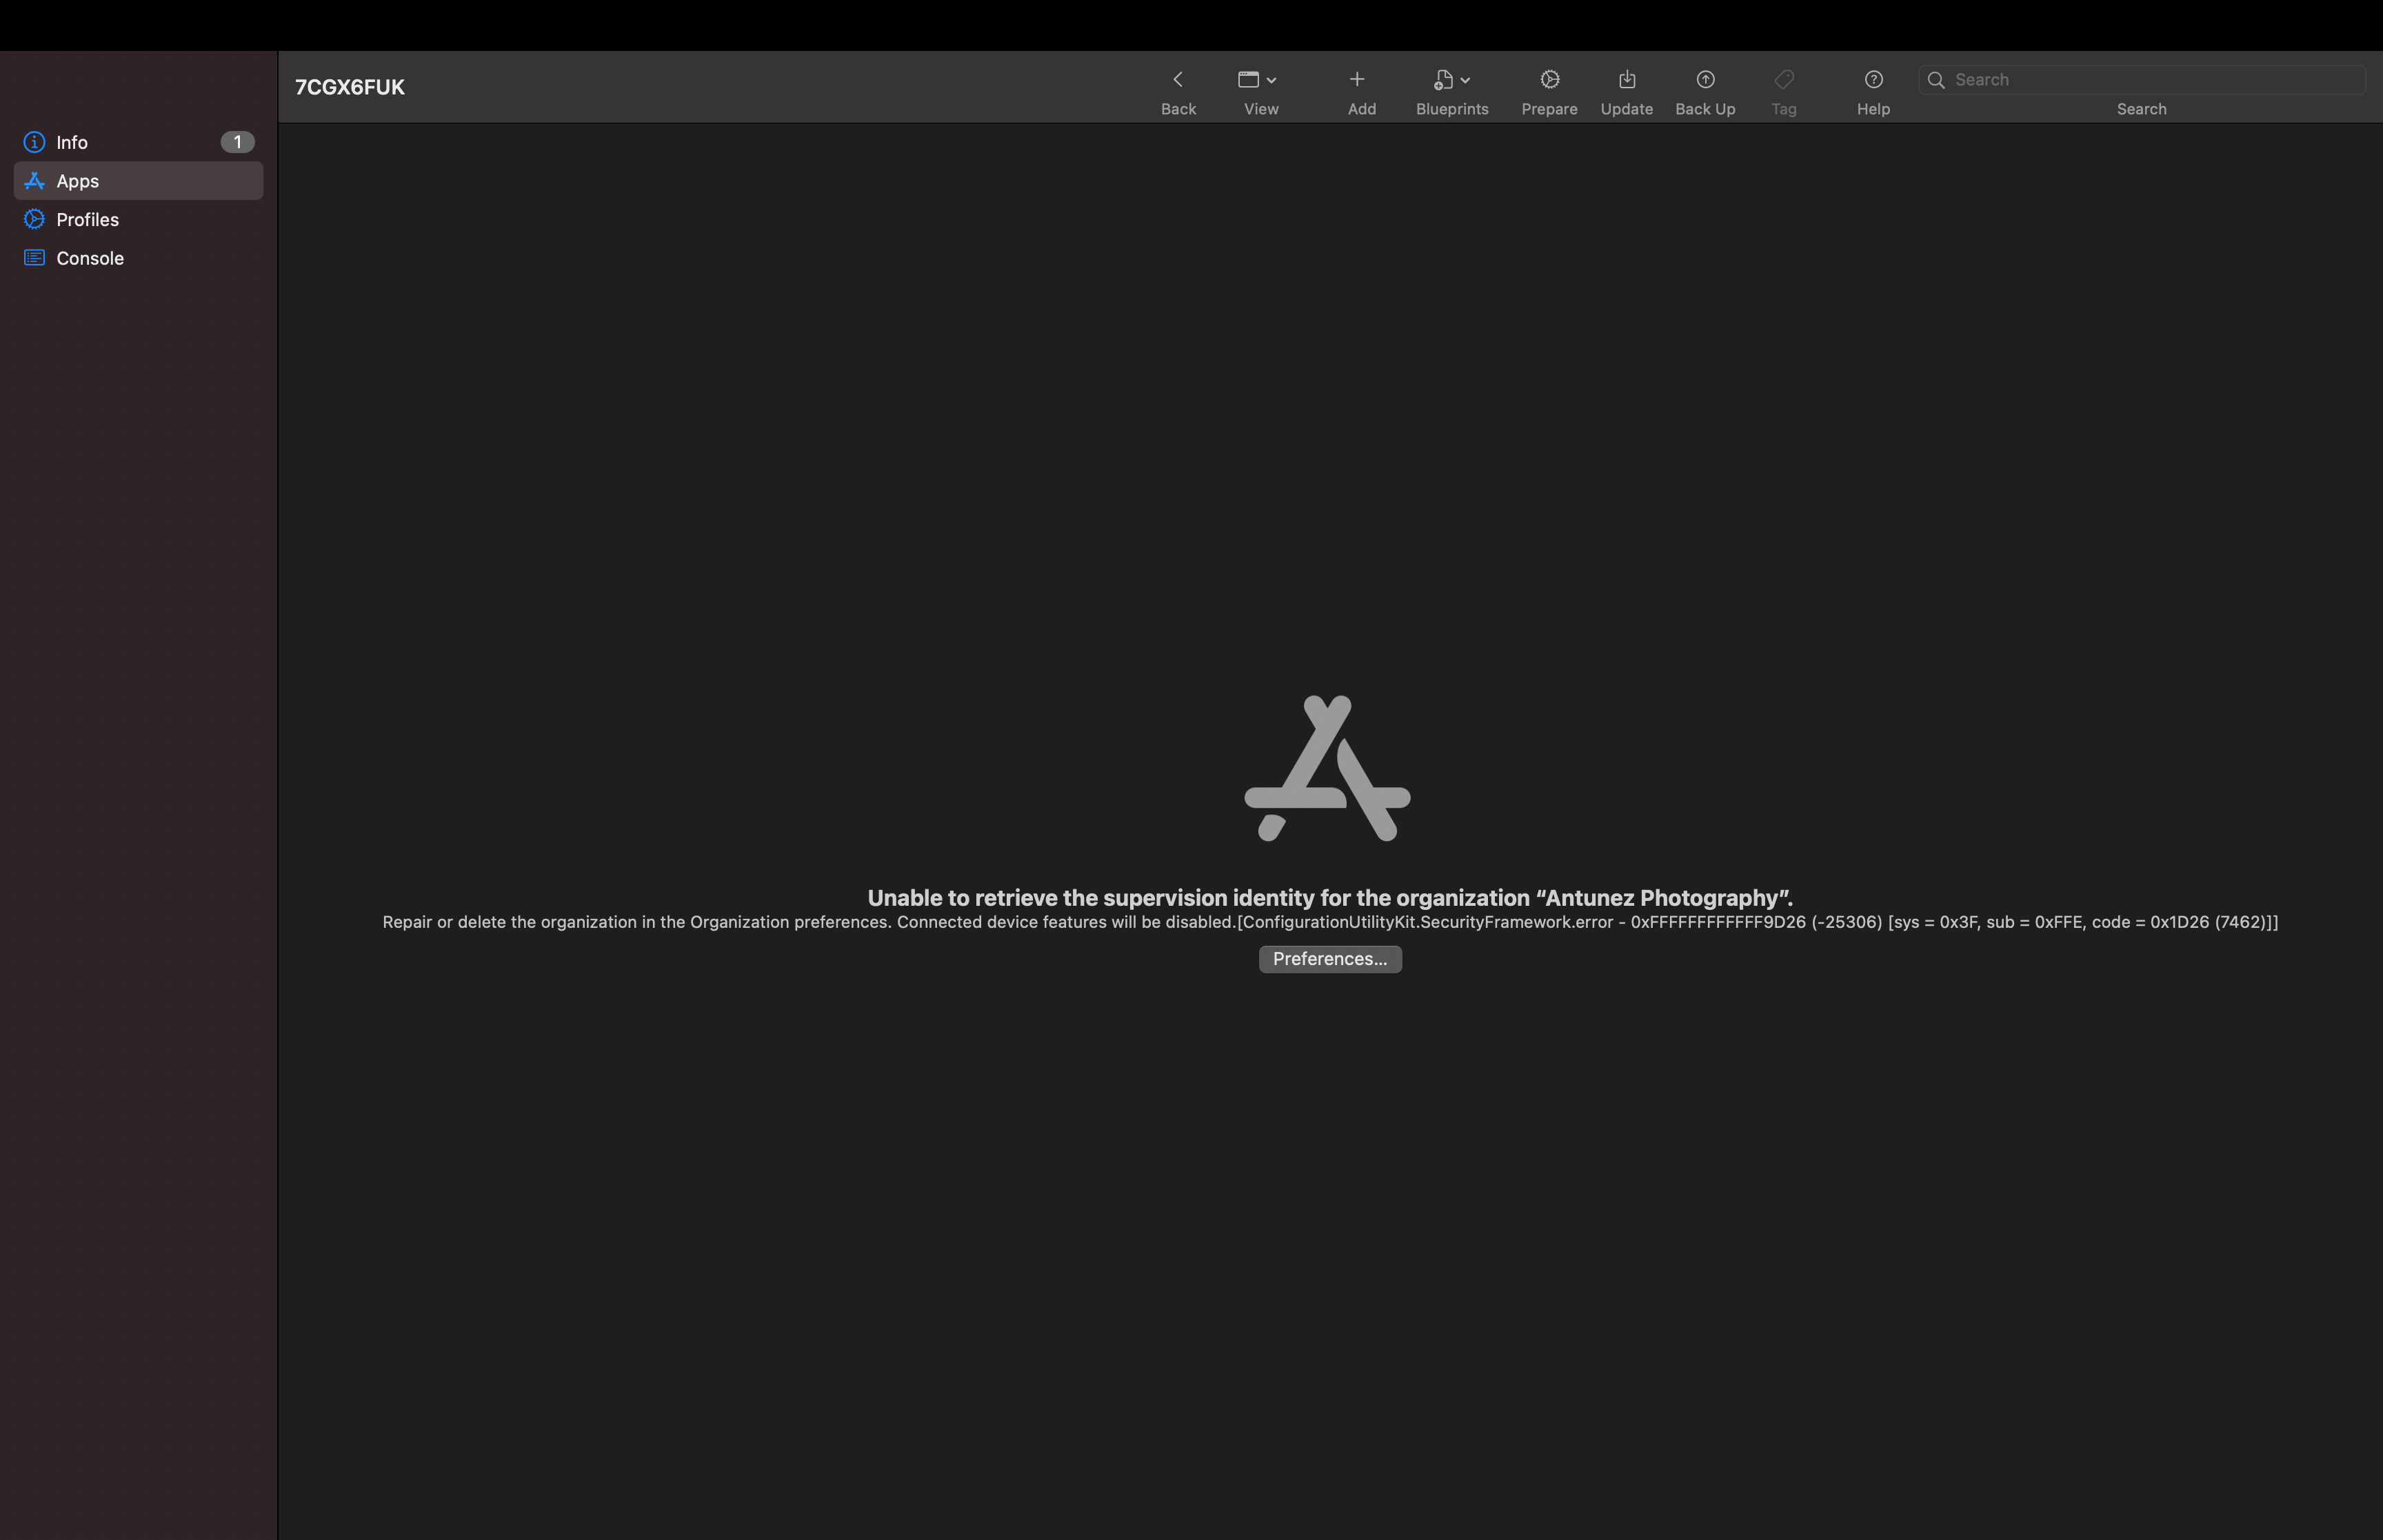 7CGX6FUK
Back
View
Add
Blueprints
Prepare
Update
Back Up
Tag
Help
Search
Search
Info
1
Apps
Profiles
Console
Unable to retrieve the supervision identity for the organization “Antunez Photography”.
Repair or delete the organization in the Organization preferences. Connected device features will be disabled.[ConfigurationUtilityKit.SecurityFramework.error - 0xFFFFFFFFFFFF9D26 (-25306) [sys = 0x3F, sub = 0xFFE, code = 0x1D26 (7462)]]
Preferences...